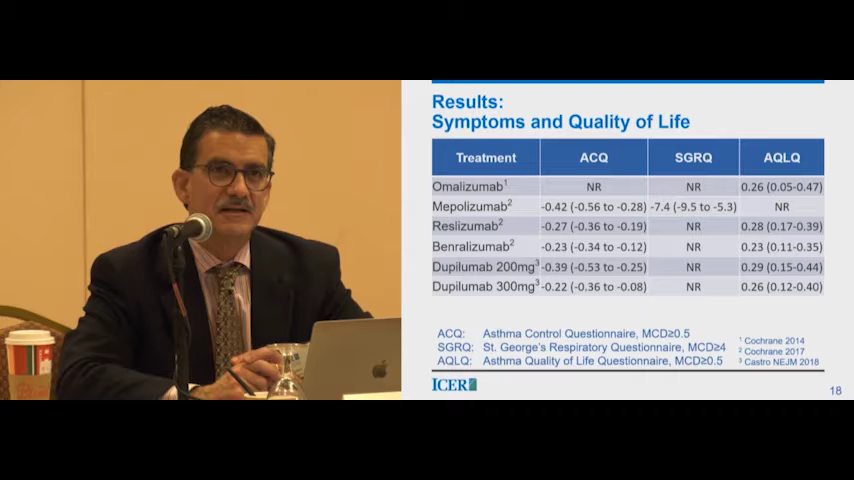 Results:
Symptoms and Quality of Life
Treatment ACQ SGRQ AQLQ
Omalizumab¹ NR NR 0.26 (0.05-0.47)
Mepolizumab² -0.42 (-0.56 to -0.28) -7.4 (-9.5 to -5.3) NR
Reslizumab² -0.27 (-0.36 to -0.19) NR 0.28 (0.17-0.39)
Benralizumab² -0.23 (-0.34 to -0.12) NR 0.23 (0.11-0.35)
Dupilumab 200mg³ -0.39 (-0.53 to -0.25) NR 0.29 (0.15-0.44)
Dupilumab 300mg³ -0.22 (-0.36 to -0.08) NR 0.26 (0.12-0.40)
ACQ: Asthma Control Questionnaire, MCD≥0.5
SGRQ: St. George's Respiratory Questionnaire, MCD≥4
AQLQ: Asthma Quality of Life Questionnaire, MCD≥0.5
¹ Cochrane 2014
² Cochrane 2017
³ Castro NEJM 2018
ICER
18